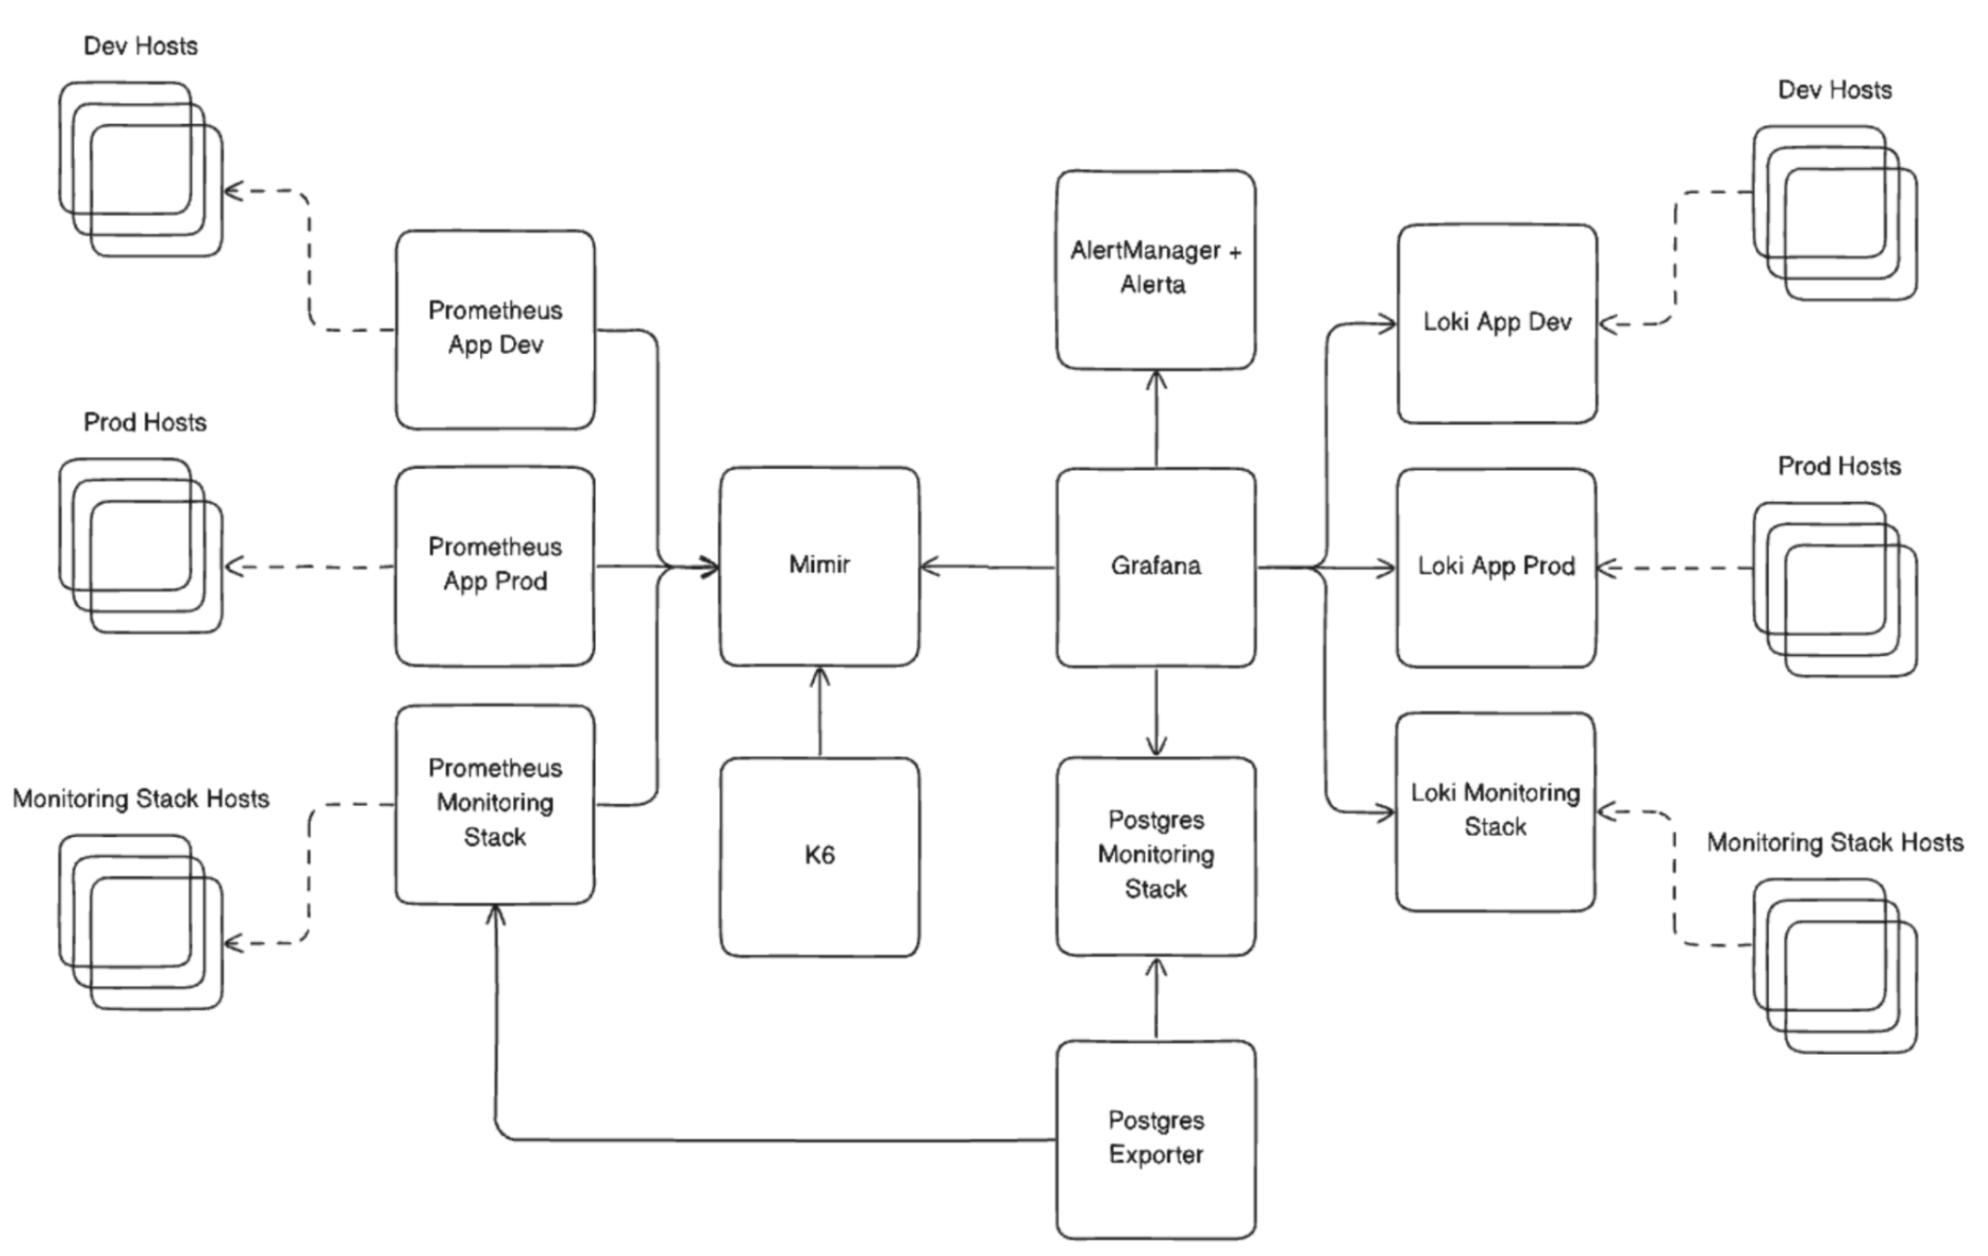 Dev Hosts
Dev Hosts
AlertManager +
Alerta
Prometheus
App Dev
Loki App Dev
Prod Hosts
Prod Hosts
Prometheus
App Prod
Mimir
Grafana
Loki App Prod
Monitoring Stack Hosts
Prometheus
Monitoring
Stack
K6
Postgres
Monitoring
Stack
Loki Monitoring
Stack
Monitoring Stack Hosts
Postgres
Exporter